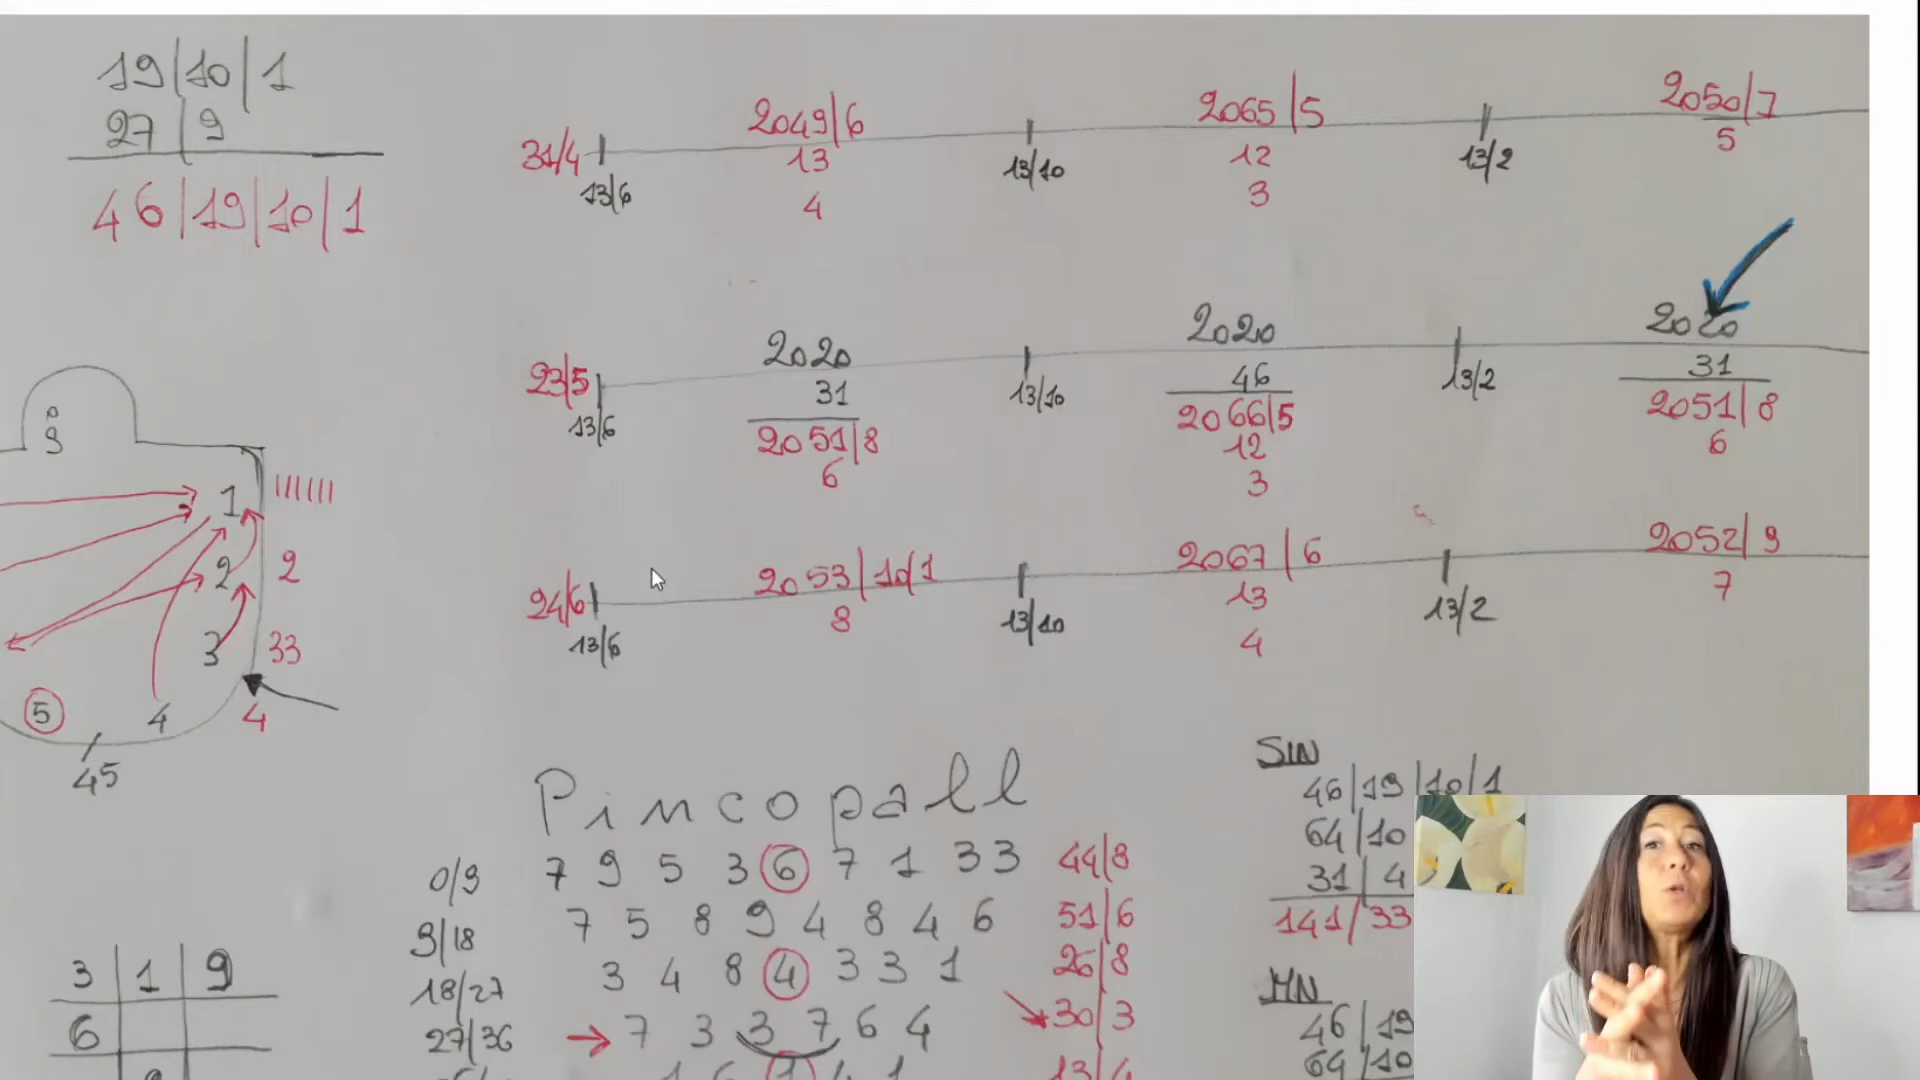 19|10|1
27|9
46|19|10|1
9
1 ||||||
2 2
3 33
5 4 4
45
3|1|9
6
2049|6 2065|5 2050|7
31/4 13 12 5
13/6 13/10 13/2
4 3
2020 2020 2020
23|5 31 46 31
13/6 13/10 13/2
2051|8 2066|5 2051|8
6 12 6
3
2053|10|1 2067|6 2052|9
24|6 8 13 7
13/6 13/10 13/2
4
Pincopall
0/9 7 9 5 3 6 7 1 33 44|8
9|18 7 5 8 9 4 8 4 6 51|6
18/27 3 4 8 4 3 3 1 26|8
27/36 7 3 3 7 6 4 30|3
13|4
SIN
46|19|10|1
64|10
31|4
141/33
MN
46|19
64|10